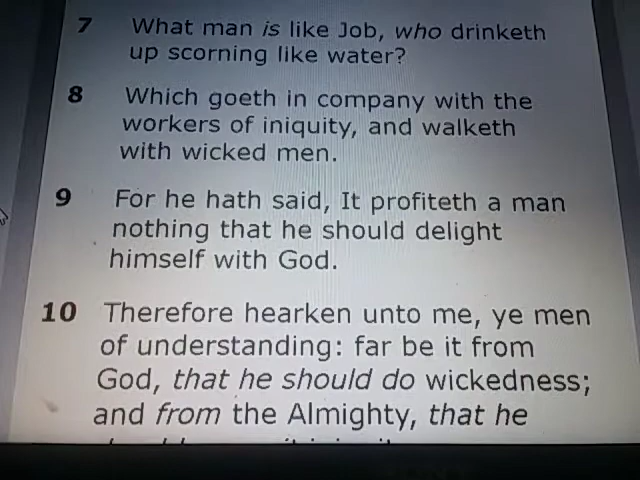 7 What man is like Job, who drinketh
up scorning like water?
8 Which goeth in company with the
workers of iniquity, and walketh
with wicked men.
9 For he hath said, It profiteth a man
nothing that he should delight
himself with God.
10 Therefore hearken unto me, ye men
of understanding: far be it from
God, that he should do wickedness;
and from the Almighty, that he